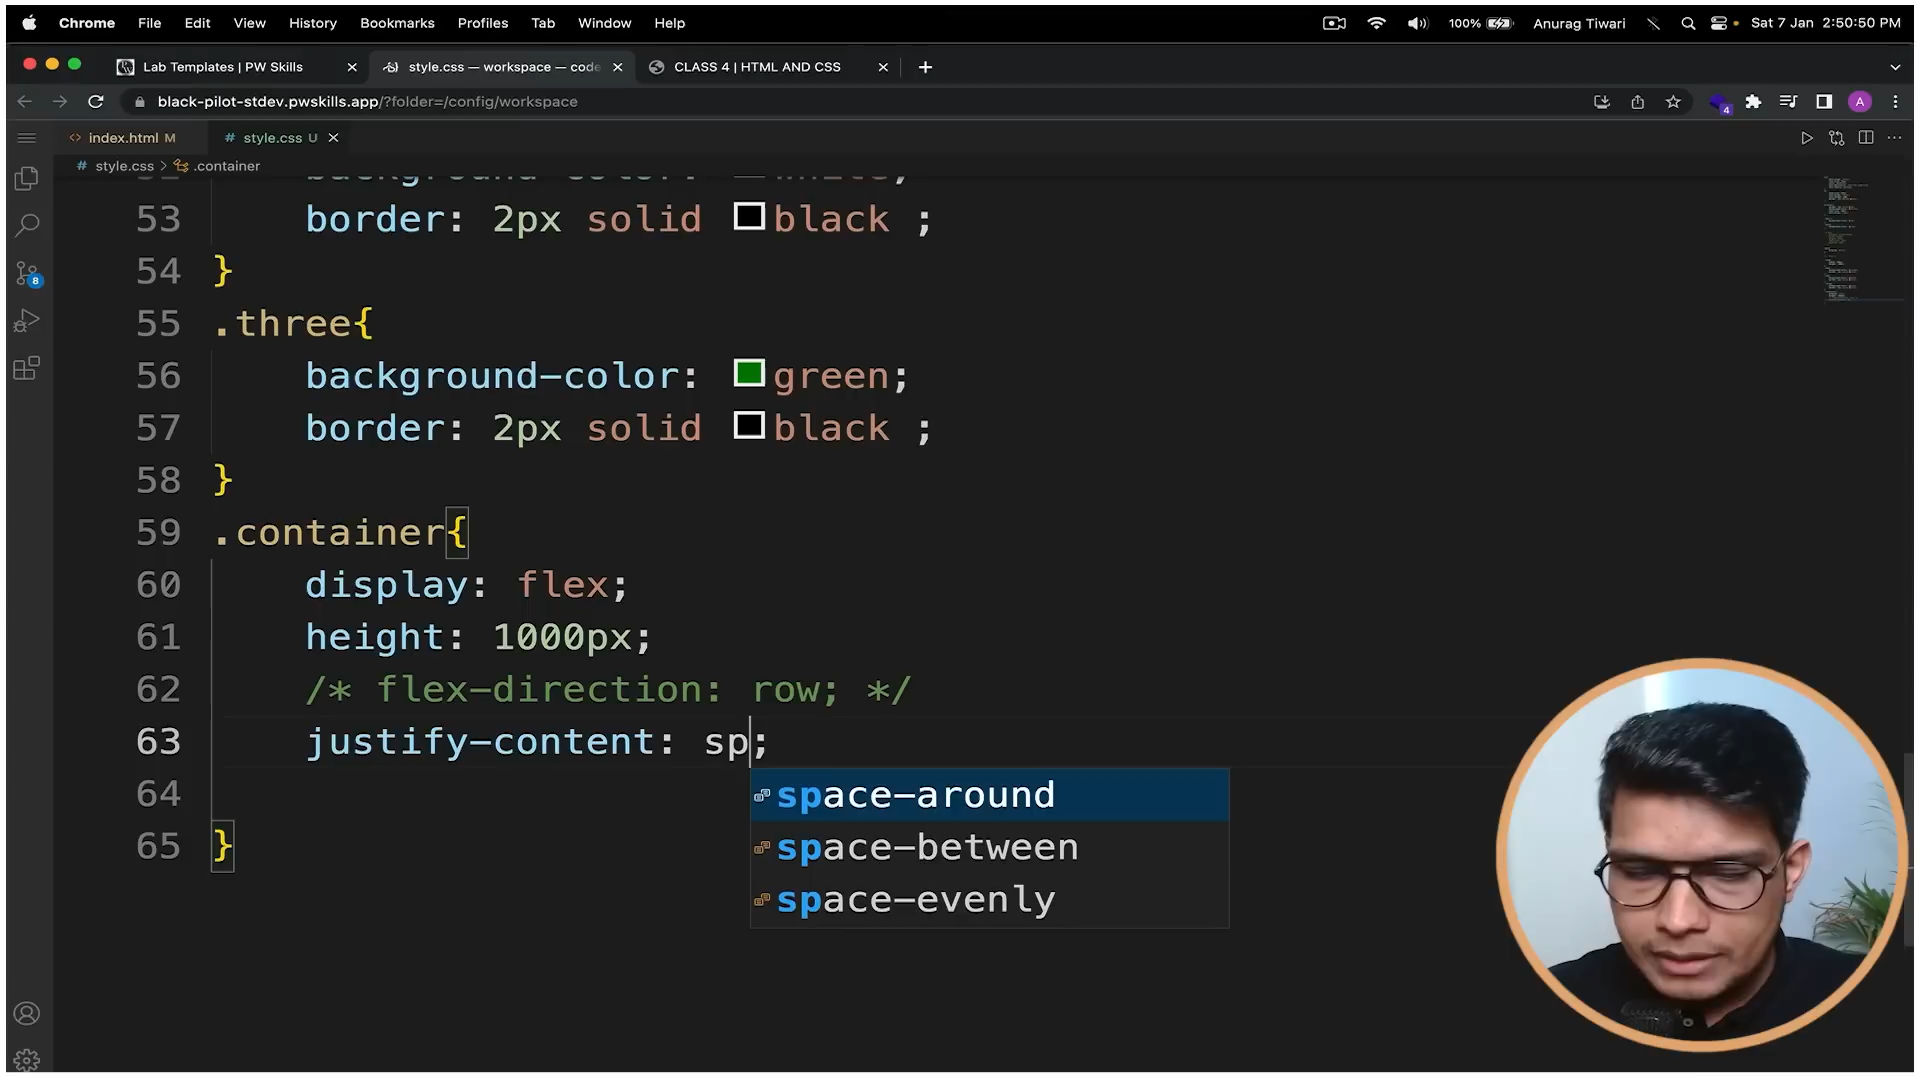 Chrome File Edit View History Bookmarks Profiles Tab Window Help 100% Anurag Tiwari Sat 7 Jan 2:50:50 PM
Lab Templates | PW Skills style.css — workspace — code CLASS 4 | HTML AND CSS
black-pilot-stdev.pwskills.app/?folder=/config/workspace 4 A
<> index.html M # style.css U
# style.css > .container
53 border: 2px solid black ;
54 }
55 .three{
56 background-color: green;
57 border: 2px solid black ;
58 }
59 .container{
60 display: flex;
61 height: 1000px;
62 /* flex-direction: row; */
63 justify-content: sp;
64 space-around
65 } space-between
space-evenly
8